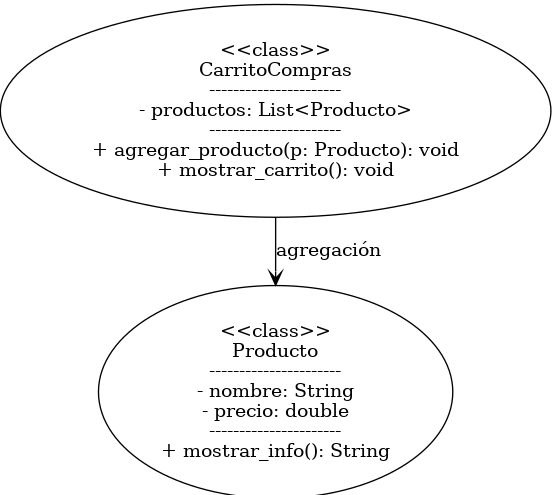 <<class>>
CarritoCompras
----------------------
- productos: List<Producto>
----------------------
+ agregar_producto(p: Producto): void
+ mostrar_carrito(): void
agregación
<<class>>
Producto
----------------------
- nombre: String
- precio: double
----------------------
+ mostrar_info(): String